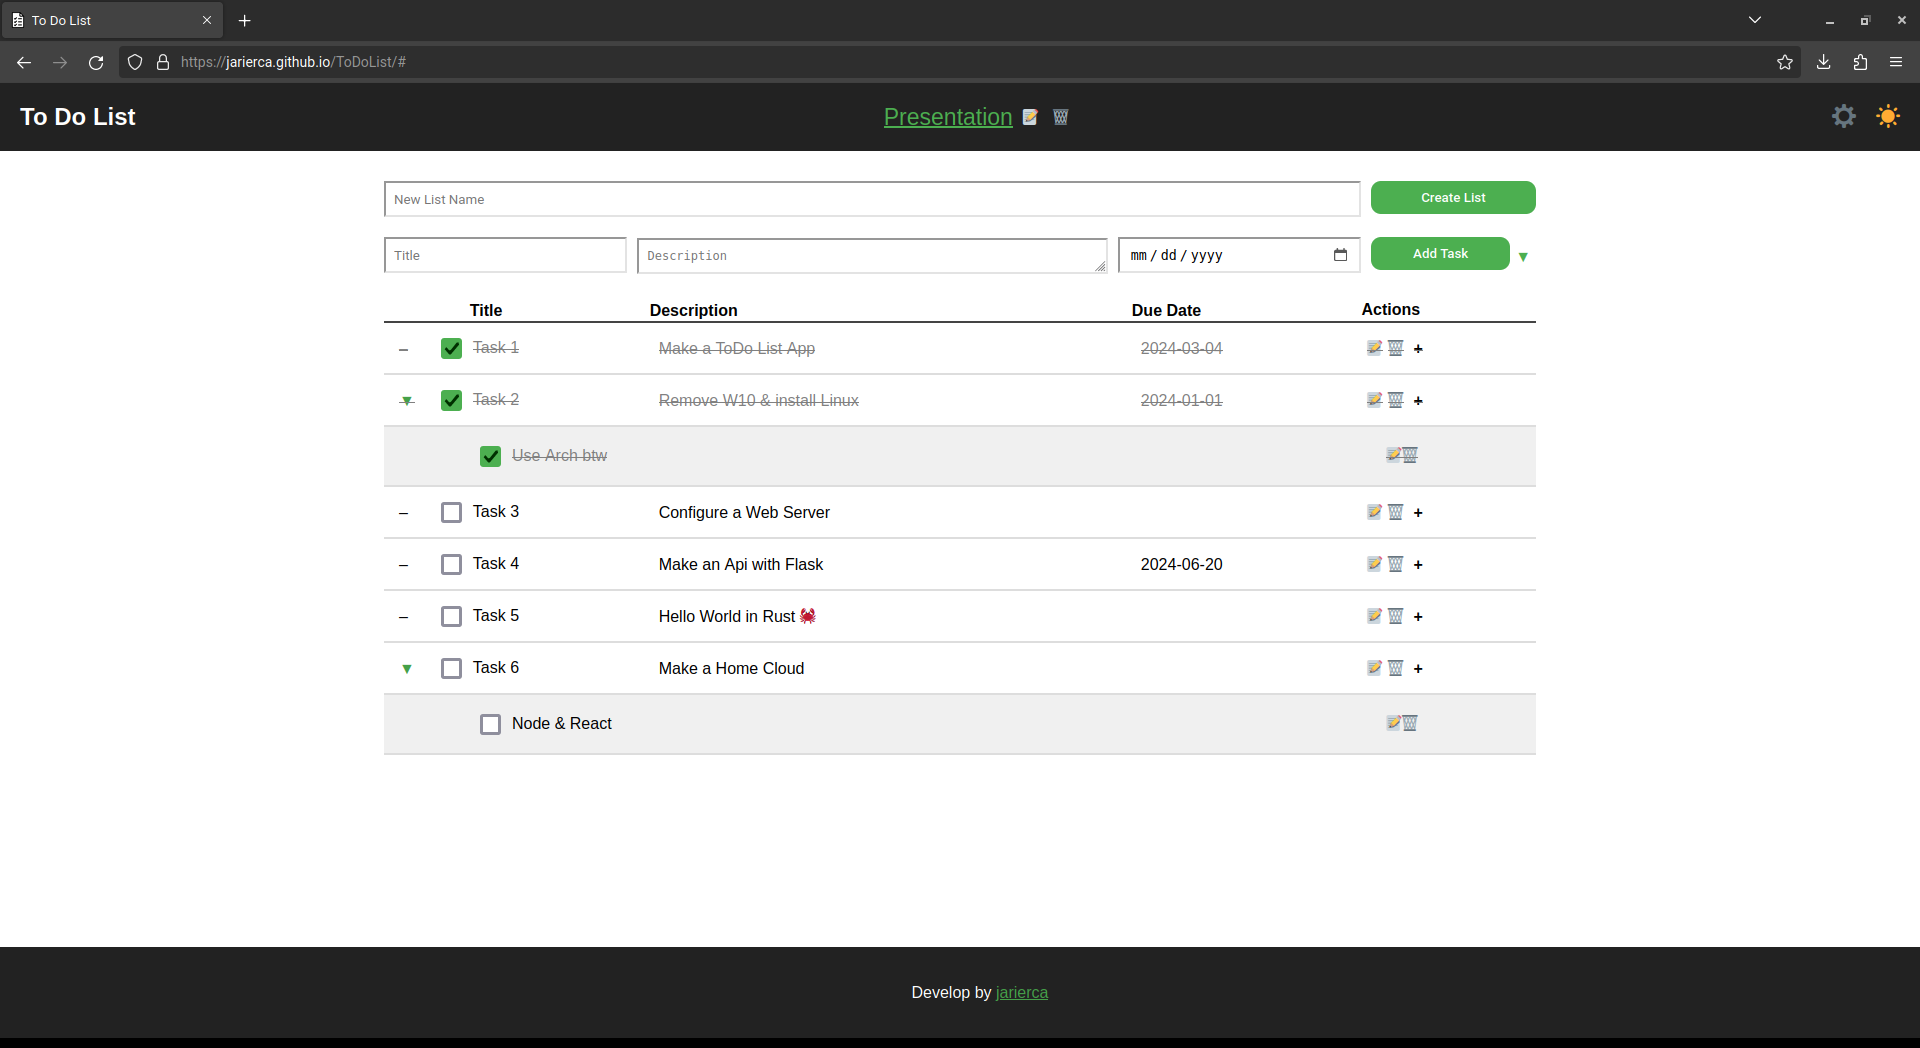 To Do List
https://jarierca.github.io/ToDoList/#
To Do List
Presentation
New List Name
Create List
Title Description mm/dd/yyyy Add Task ▼
Title Description Due Date Actions
– Task 1 Make a ToDo List App 2024-03-04 +
▼ Task 2 Remove W10 & install Linux 2024-01-01 +
Use Arch btw
– Task 3 Configure a Web Server +
– Task 4 Make an Api with Flask 2024-06-20 +
– Task 5 Hello World in Rust 🦀 +
▼ Task 6 Make a Home Cloud +
Node & React
Develop by jarierca